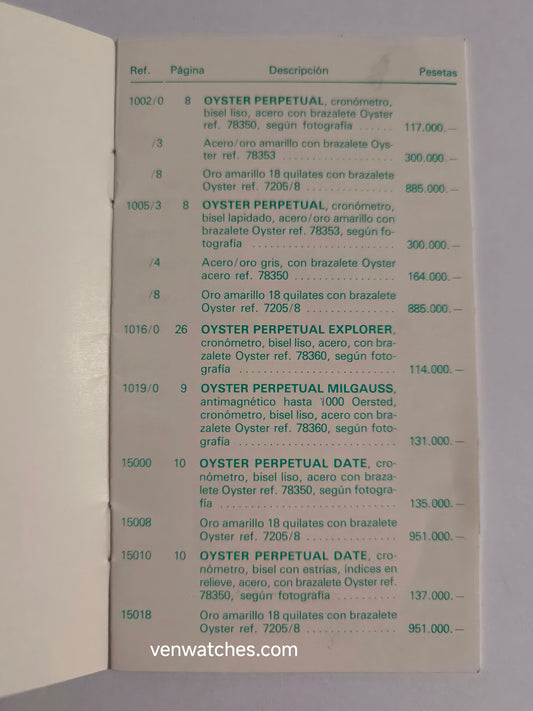 Ref. Página Descripción Pesetas
1002/0 8 OYSTER PERPETUAL, cronómetro,
bisel liso, acero con brazalete Oyster
ref. 78350, según fotografía ...... 117.000.—
/3 Acero/oro amarillo con brazalete Oys-
ter ref. 78353 .................. 300.000.—
/8 Oro amarillo 18 quilates con brazalete
Oyster ref. 7205/8 .............. 885.000.—
1005/3 8 OYSTER PERPETUAL, cronómetro,
bisel lapidado, acero/oro amarillo con
brazalete Oyster ref. 78353, según fo-
tografía ....................... 300.000.—
/4 Acero/oro gris, con brazalete Oyster
acero ref. 78350 ................ 164.000.—
/8 Oro amarillo 18 quilates con brazalete
Oyster ref. 7205/8 .............. 885.000.—
1016/0 26 OYSTER PERPETUAL EXPLORER,
cronómetro, bisel liso, acero, con bra-
zalete Oyster ref. 78360, según foto-
grafía ......................... 114.000.—
1019/0 9 OYSTER PERPETUAL MILGAUSS,
antimagnético hasta 1000 Oersted,
cronómetro, bisel liso, acero con bra-
zalete Oyster ref. 78360, según foto-
grafía ......................... 131.000.—
15000 10 OYSTER PERPETUAL DATE, cro-
nómetro, bisel liso, acero con braza-
lete Oyster ref. 78350, según fotogra-
fía ............................ 135.000.—
15008 Oro amarillo 18 quilates con brazalete
Oyster ref. 7205/8 .............. 951.000.—
15010 10 OYSTER PERPETUAL DATE, cro-
nómetro, bisel con estrías, índices en
relieve, acero, con brazalete Oyster ref.
78350, según fotografía .......... 137.000.—
15018 Oro amarillo 18 quilates con brazalete
Oyster ref. 7205/8 .............. 951.000.—
venwatches.com